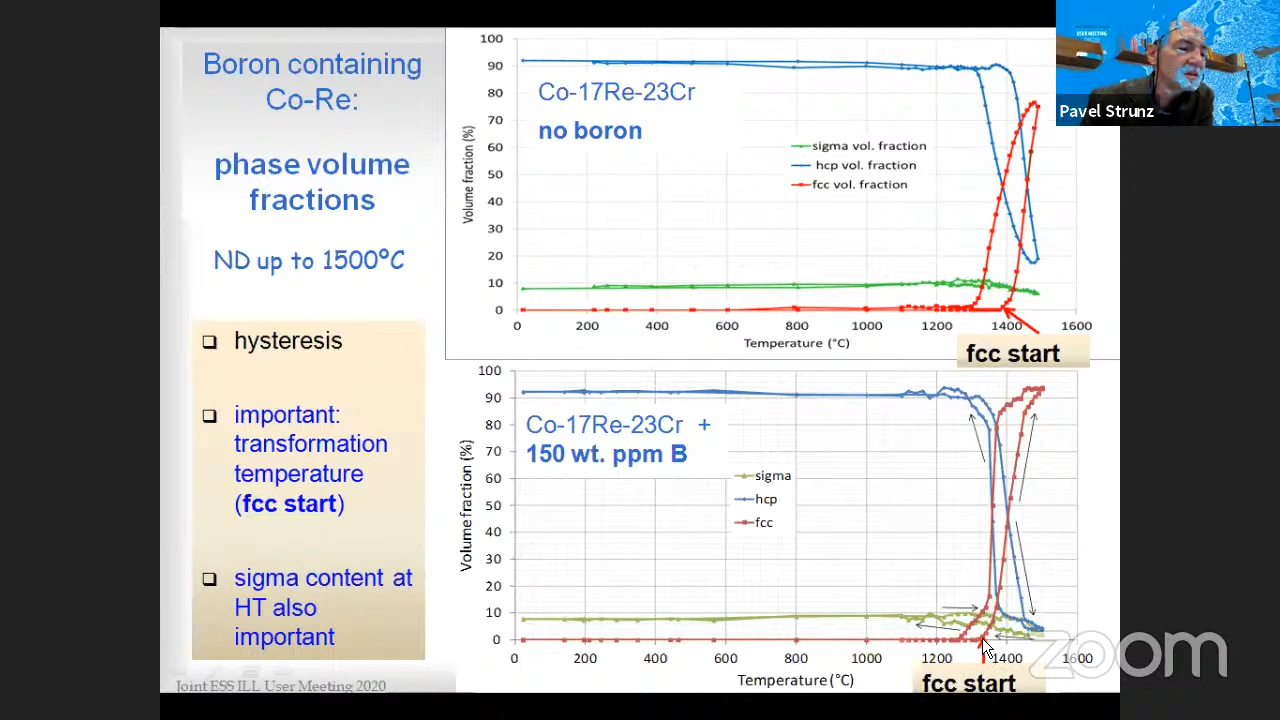 Boron containing
Co-Re:
phase volume
fractions
ND up to 1500°C
❑ hysteresis
❑ important:
transformation
temperature
(fcc start)
❑ sigma content at
HT also
important
Joint ESS ILL User Meeting 2020
Co-17Re-23Cr
no boron
sigma vol. fraction
hcp vol. fraction
fcc vol. fraction
Volume fraction (%)
100
90
80
70
60
50
40
30
20
10
0
0 200 400 600 800 1000 1200 1400 1600
Temperature (°C)
fcc start
Co-17Re-23Cr +
150 wt. ppm B
sigma
hcp
fcc
Volume fraction (%)
100
90
80
70
60
50
40
30
20
10
0
0 200 400 600 800 1000 1200 1400 1600
Temperature (°C)
fcc start
USER MEETING
Pavel Strunz
zoom